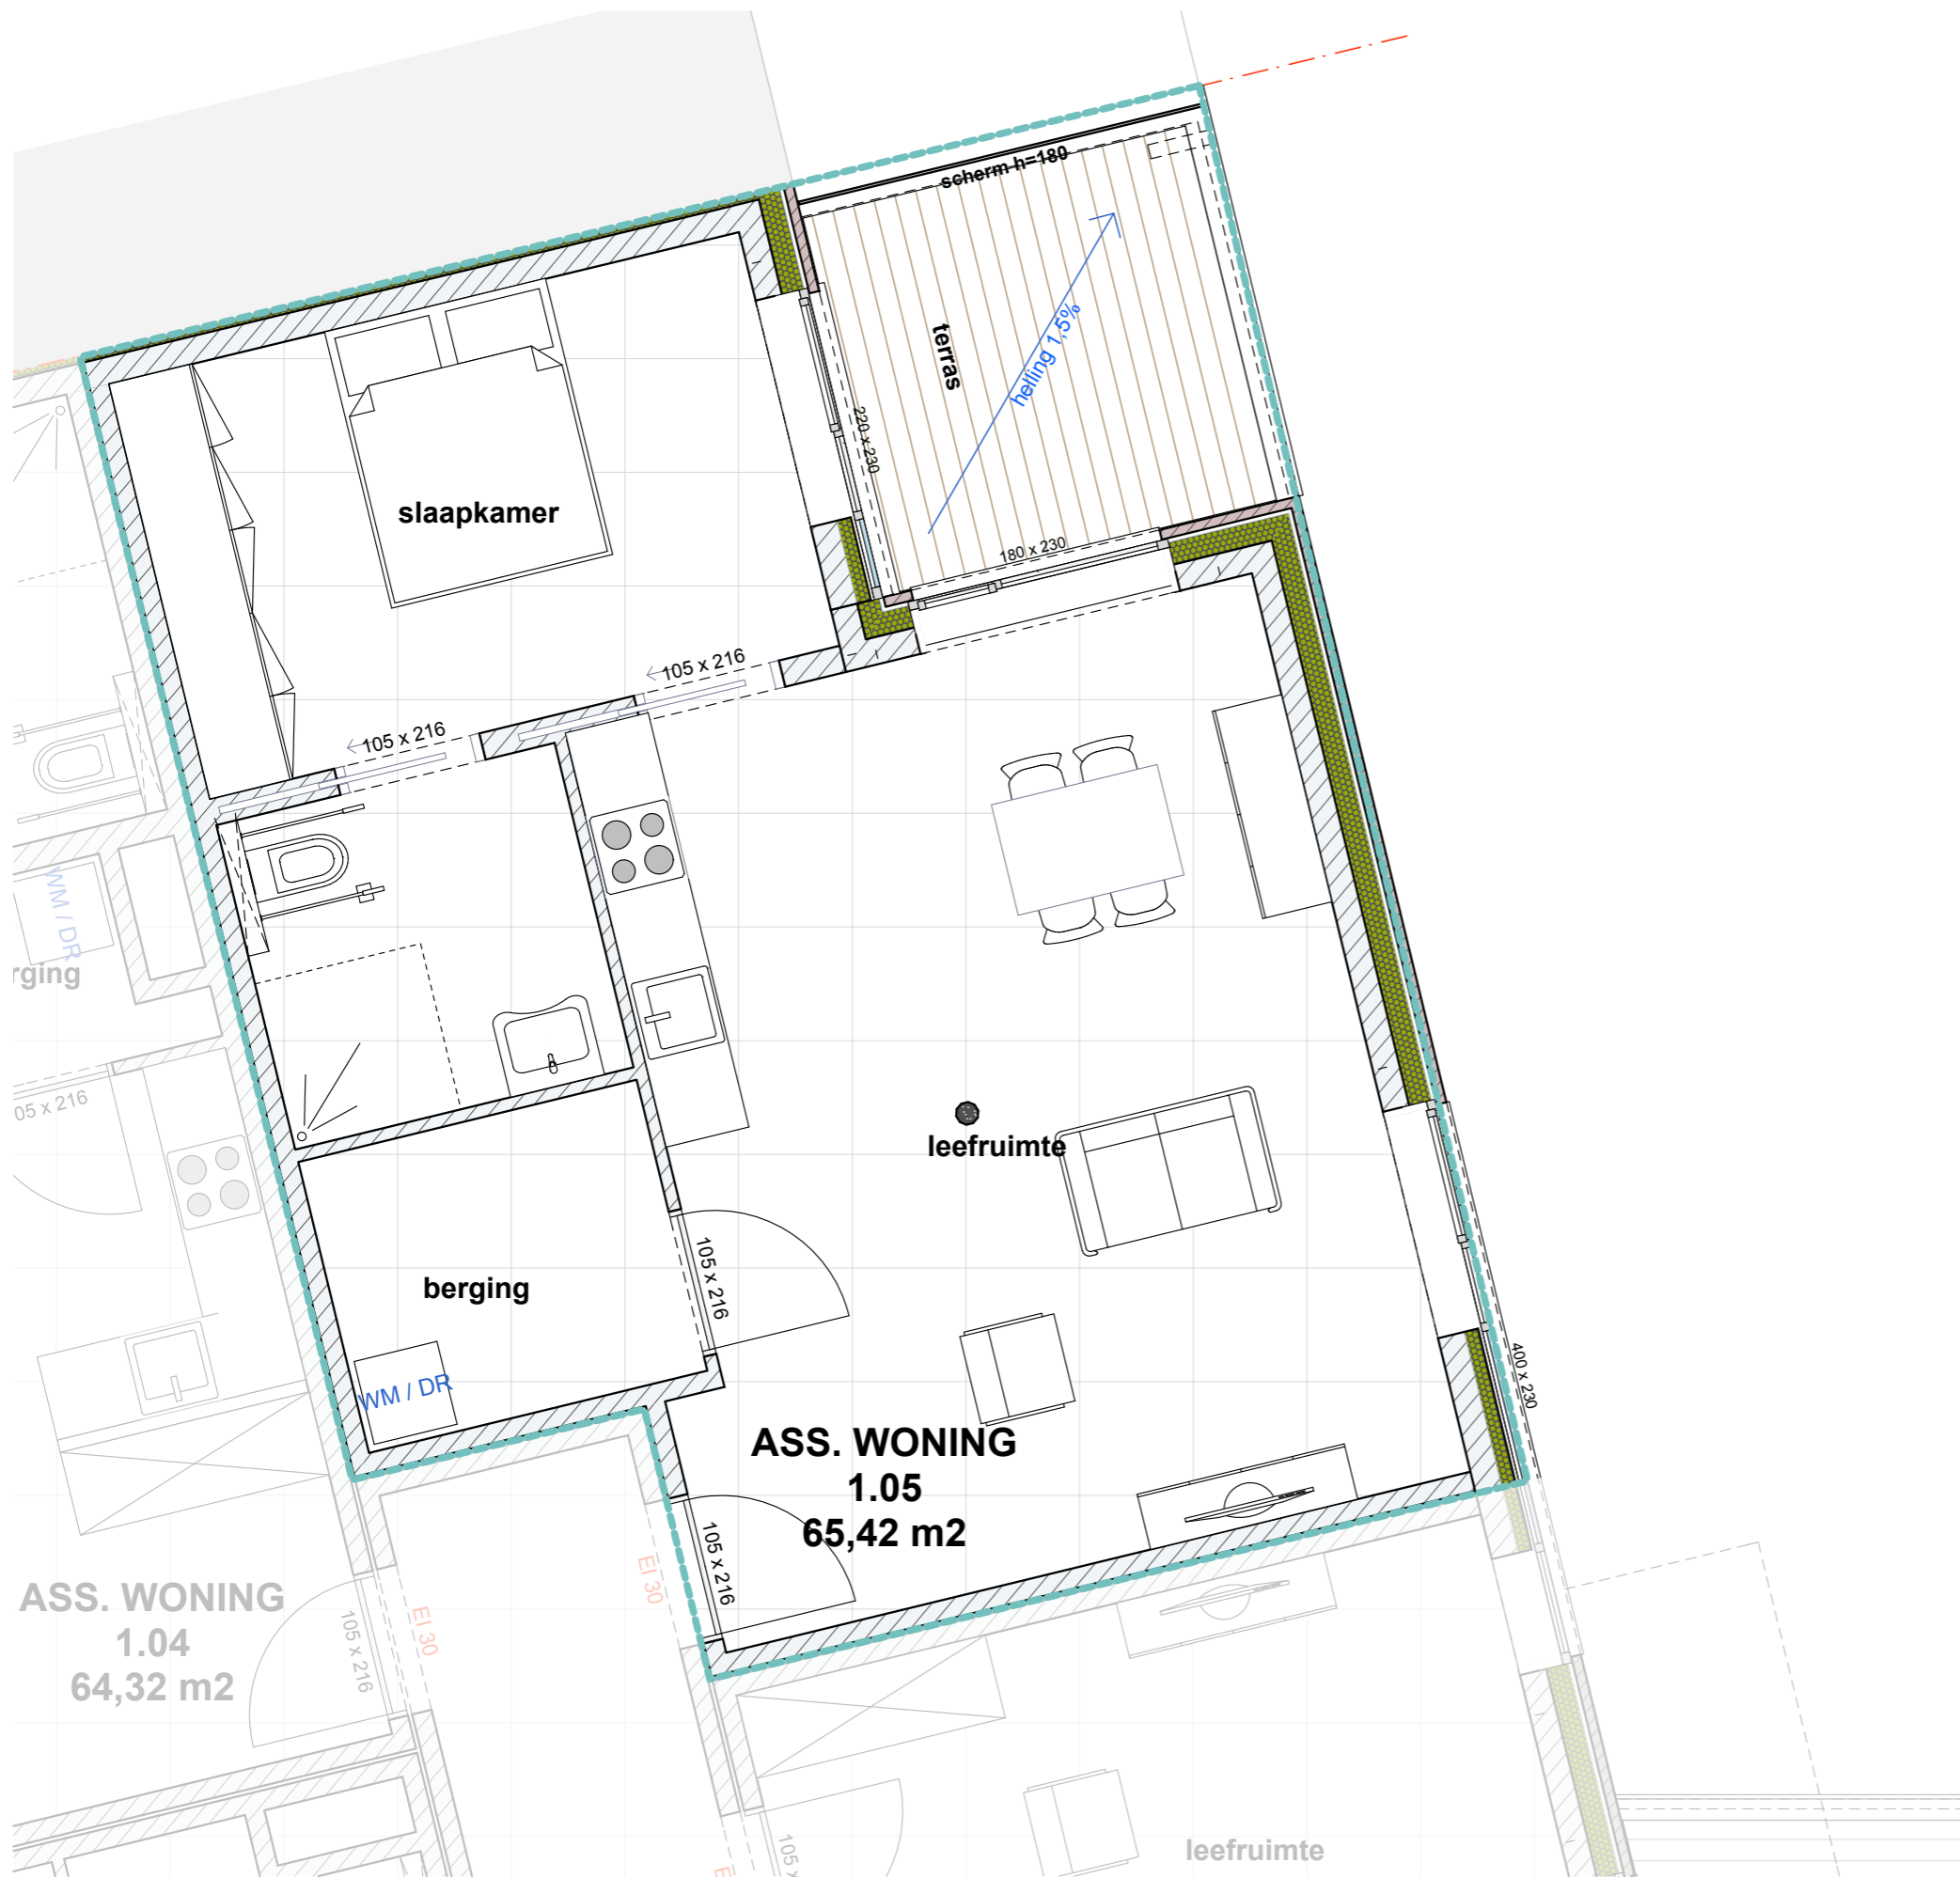 scherm h=180
helling 1,5%
terras
220 x 230
slaapkamer
180 x 230
105 x 216
105 x 216
WM / DR
rging
05 x 216
leefruimte
105 x 216
berging
WM / DR
400 x 230
ASS. WONING
1.05
65,42 m2
105 x 216
EI 30
ASS. WONING
1.04
64,32 m2
105 x 216
EI 30
leefruimte
105 x